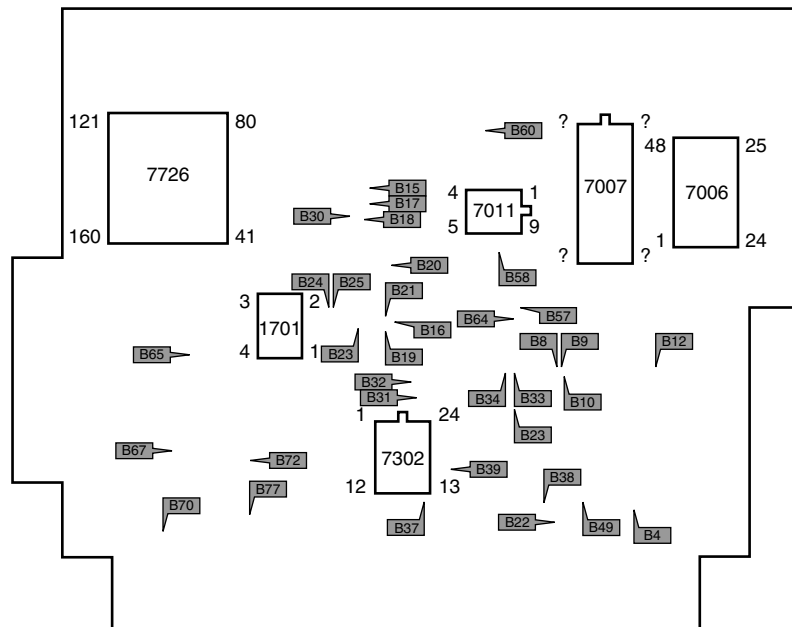 121 80 ? ? 48 25
B60
7726 7007 7006
B15
B17
B18
B30
4 1
7011
5 9
160 41 ? ? 1 24
B20 B58
B24 B25 B21
3 2
1701
4 1
B16 B64 B57
B23 B19 B8 B9 B12
B65
B32
B31
B34 B33 B10
1 24
B23
7302
12 13
B67 B72 B39 B38
B70 B77
B37 B22 B49 B4